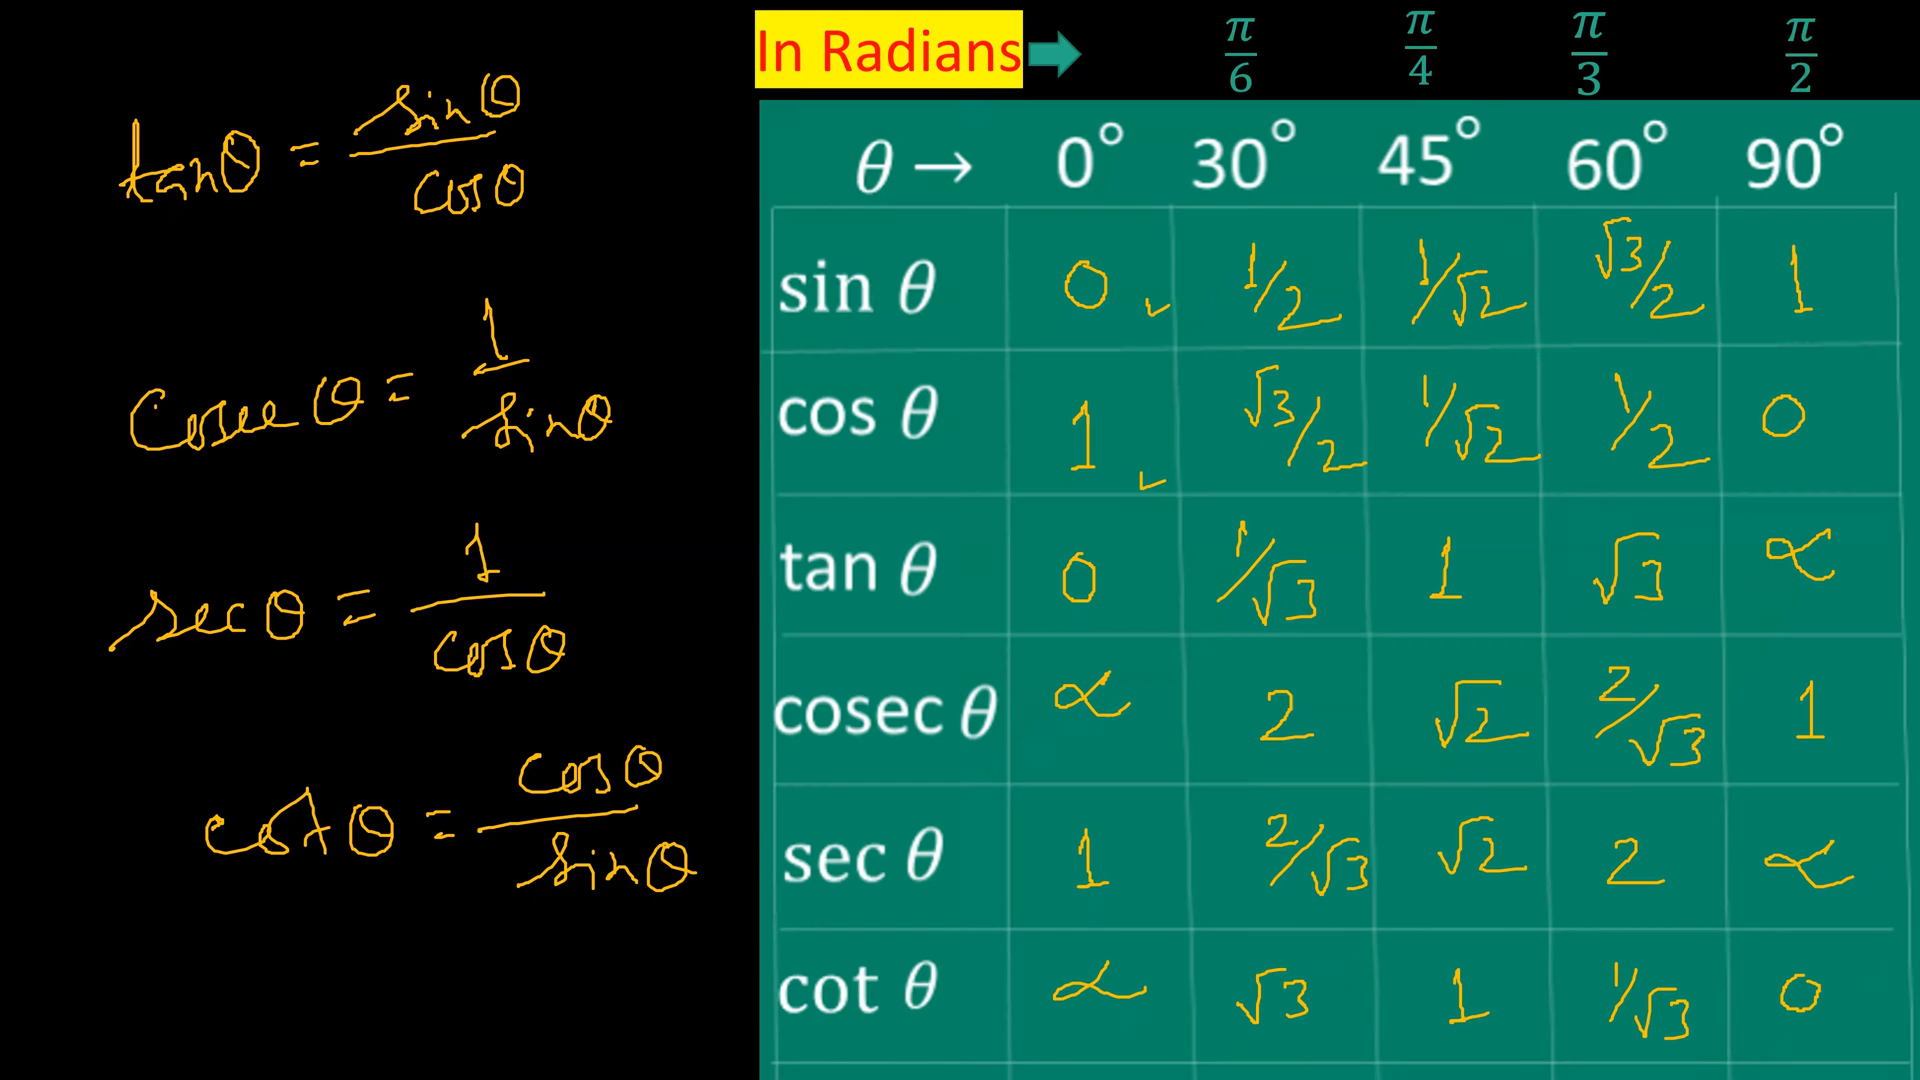 tanθ = sinθ / cosθ
cosecθ = 1 / sinθ
secθ = 1 / cosθ
cotθ = cosθ / sinθ
In Radians π/6 π/4 π/3 π/2
θ → 0° 30° 45° 60° 90°
sin θ 0 1/2 1/√2 √3/2 1
cos θ 1 √3/2 1/√2 1/2 0
tan θ 0 1/√3 1 √3 ∝
cosec θ ∝ 2 √2 2/√3 1
sec θ 1 2/√3 √2 2 ∝
cot θ ∝ √3 1 1/√3 0